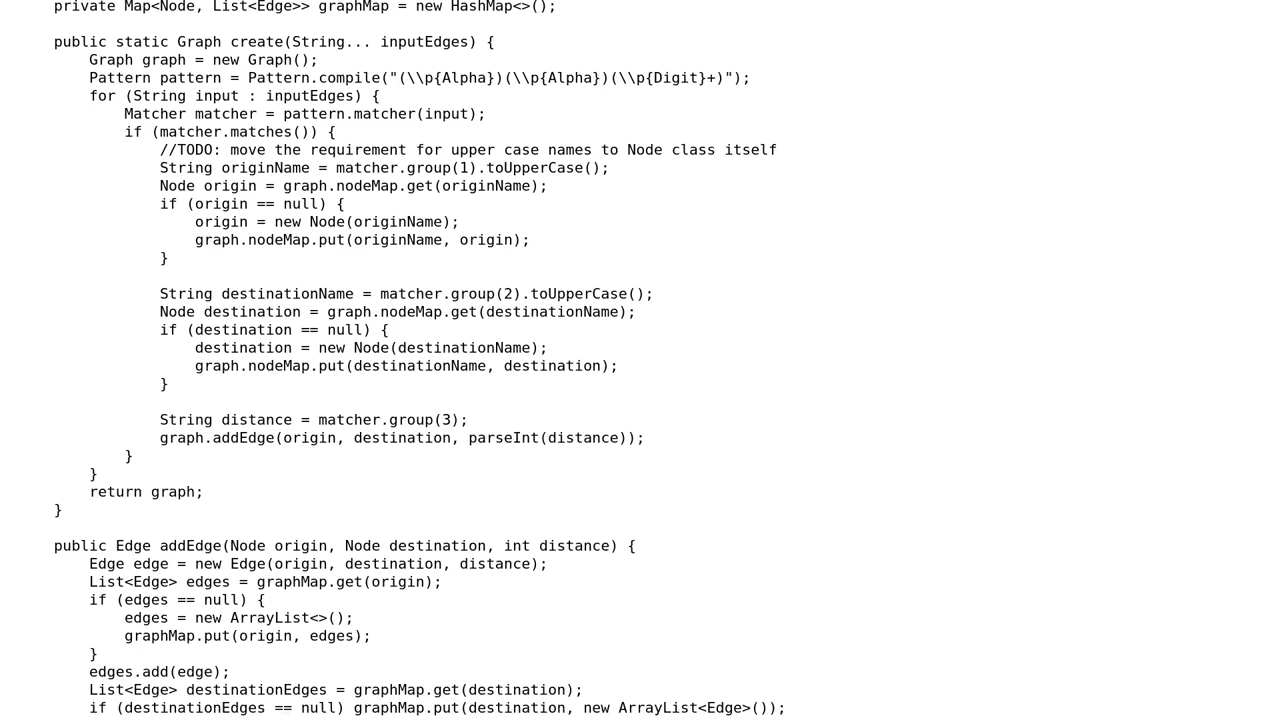 private Map<Node, List<Edge>> graphMap = new HashMap<>();
public static Graph create(String... inputEdges) {
Graph graph = new Graph();
Pattern pattern = Pattern.compile("(\\p{Alpha})(\\p{Alpha})(\\p{Digit}+)");
for (String input : inputEdges) {
Matcher matcher = pattern.matcher(input);
if (matcher.matches()) {
//TODO: move the requirement for upper case names to Node class itself
String originName = matcher.group(1).toUpperCase();
Node origin = graph.nodeMap.get(originName);
if (origin == null) {
origin = new Node(originName);
graph.nodeMap.put(originName, origin);
}
String destinationName = matcher.group(2).toUpperCase();
Node destination = graph.nodeMap.get(destinationName);
if (destination == null) {
destination = new Node(destinationName);
graph.nodeMap.put(destinationName, destination);
}
String distance = matcher.group(3);
graph.addEdge(origin, destination, parseInt(distance));
}
}
return graph;
}
public Edge addEdge(Node origin, Node destination, int distance) {
Edge edge = new Edge(origin, destination, distance);
List<Edge> edges = graphMap.get(origin);
if (edges == null) {
edges = new ArrayList<>();
graphMap.put(origin, edges);
}
edges.add(edge);
List<Edge> destinationEdges = graphMap.get(destination);
if (destinationEdges == null) graphMap.put(destination, new ArrayList<Edge>());